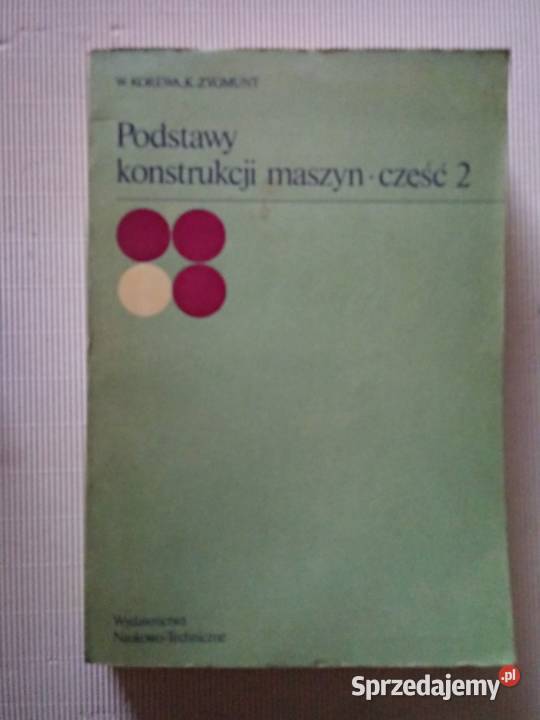 W. KOREWA, K. ZYGMUNT
Podstawy
konstrukcji maszyn · część 2
Wydawnictwa
Naukowo-Techniczne
Sprzedajemy.pl